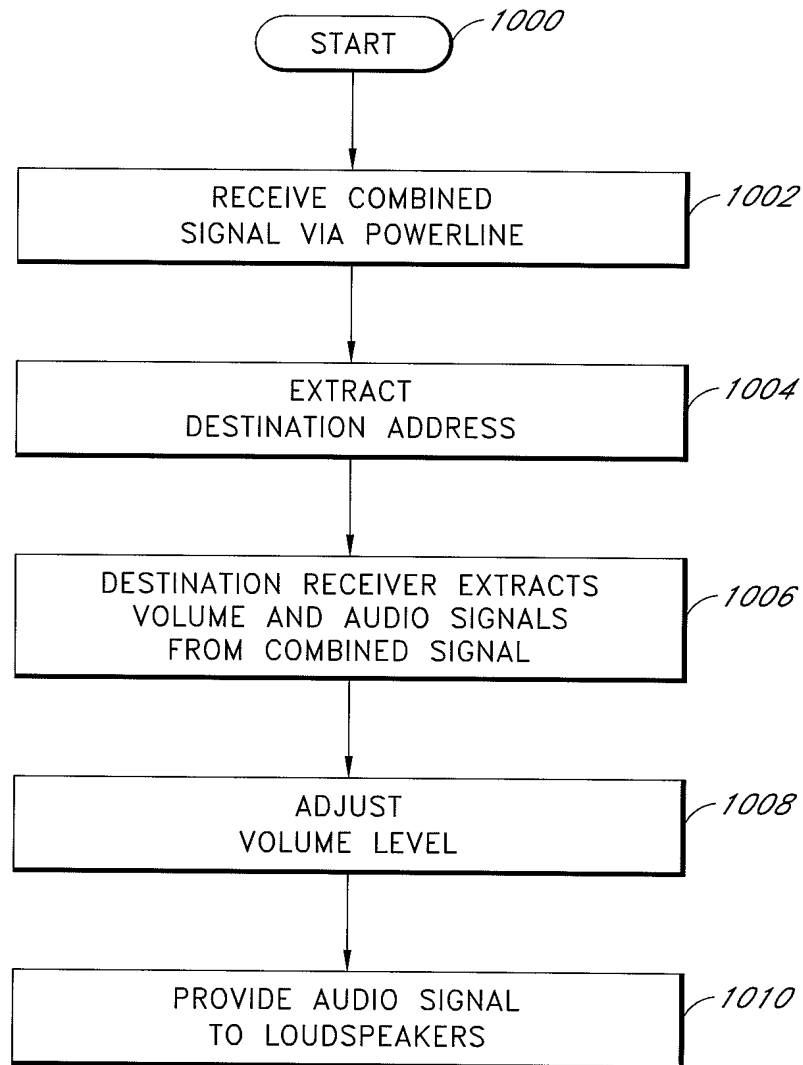 START
1000
RECEIVE COMBINED
SIGNAL VIA POWERLINE
1002
EXTRACT
DESTINATION ADDRESS
1004
DESTINATION RECEIVER EXTRACTS
VOLUME AND AUDIO SIGNALS
FROM COMBINED SIGNAL
1006
ADJUST
VOLUME LEVEL
1008
PROVIDE AUDIO SIGNAL
TO LOUDSPEAKERS
1010